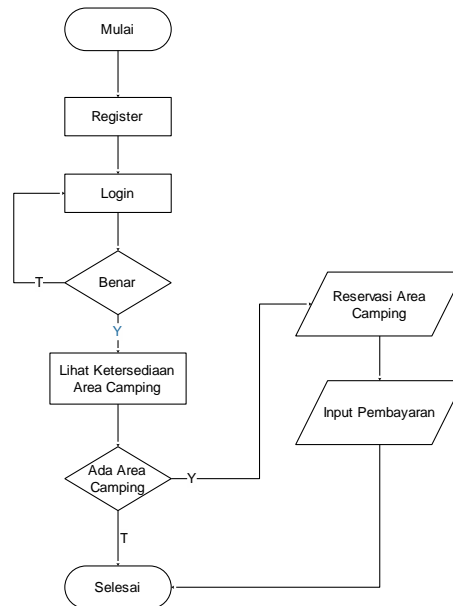 Mulai
Register
Login
Benar
T
Y
Lihat Ketersediaan
Area Camping
Ada Area
Camping
Y
T
Selesai
Reservasi Area
Camping
Input Pembayaran